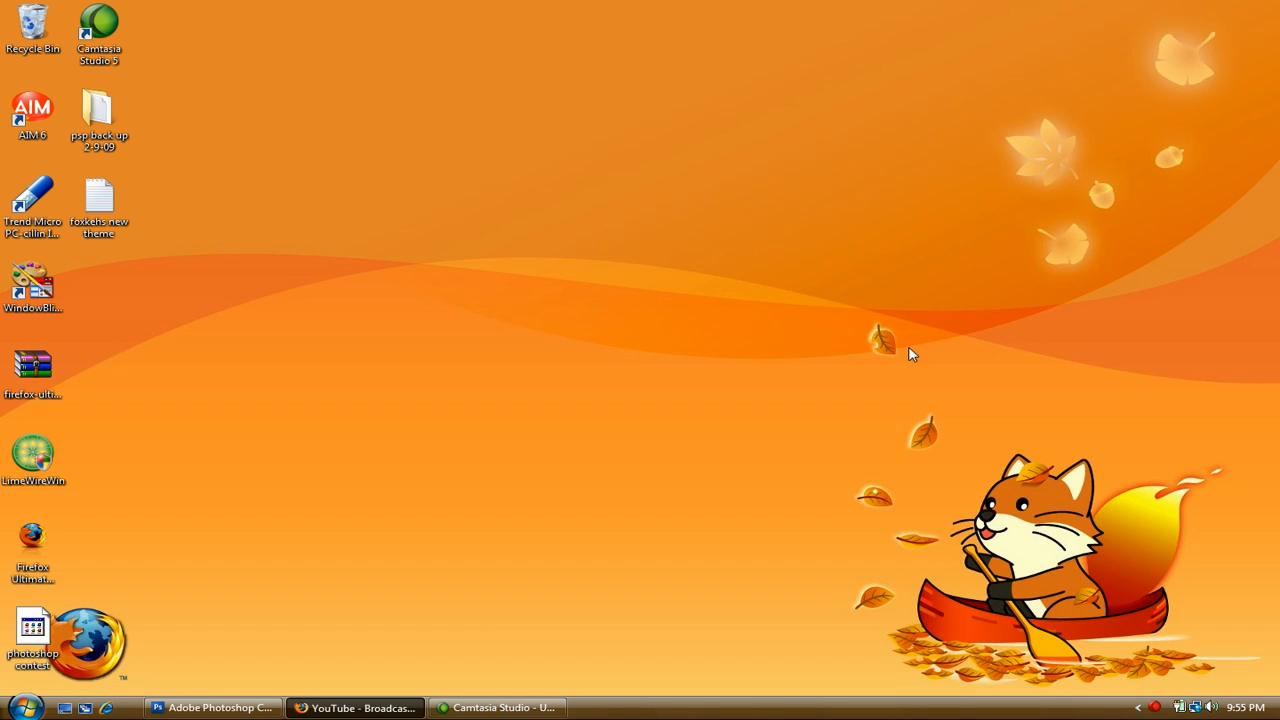 Recycle Bin
Camtasia
Studio 5
AIM
AIM 6
psp back up
2-9-09
Trend Micro
PC-cillin I...
foxkehs new
theme
WindowBli...
firefox-ulti...
LimeWireWin
Firefox
Ultimat...
photoshop
contest
TM
Ps
Adobe Photoshop C...
YouTube - Broadcas...
Camtasia Studio - U...
9:55 PM